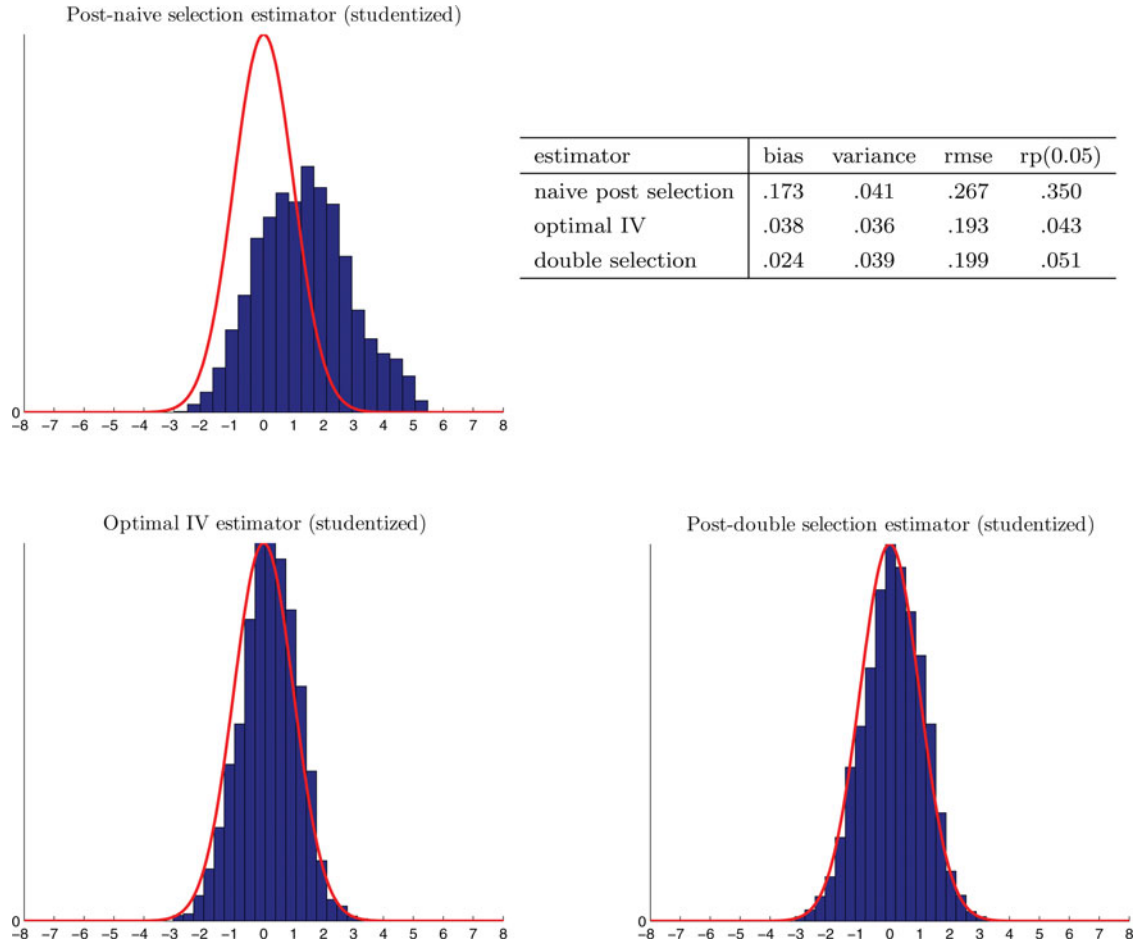 Post-naive selection estimator (studentized)
0
−8 −7 −6 −5 −4 −3 −2 −1 0 1 2 3 4 5 6 7 8
estimator bias variance rmse rp(0.05)
naive post selection .173 .041 .267 .350
optimal IV .038 .036 .193 .043
double selection .024 .039 .199 .051
Optimal IV estimator (studentized)
0
−8 −7 −6 −5 −4 −3 −2 −1 0 1 2 3 4 5 6 7 8
Post-double selection estimator (studentized)
0
−8 −7 −6 −5 −4 −3 −2 −1 0 1 2 3 4 5 6 7 8